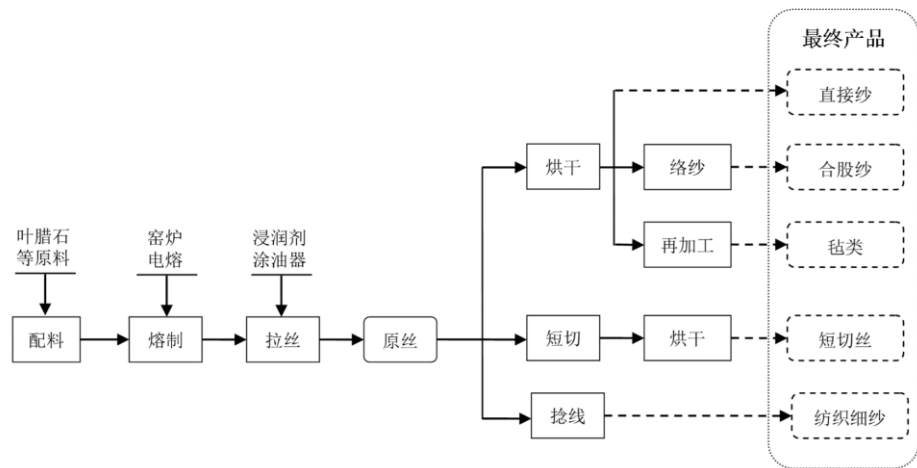 最终产品
直接纱
烘干
络纱
合股纱
叶腊石
等原料
窑炉
电熔
浸润剂
涂油器
再加工
毡类
配料
熔制
拉丝
原丝
短切
烘干
短切丝
捻线
纺织细纱